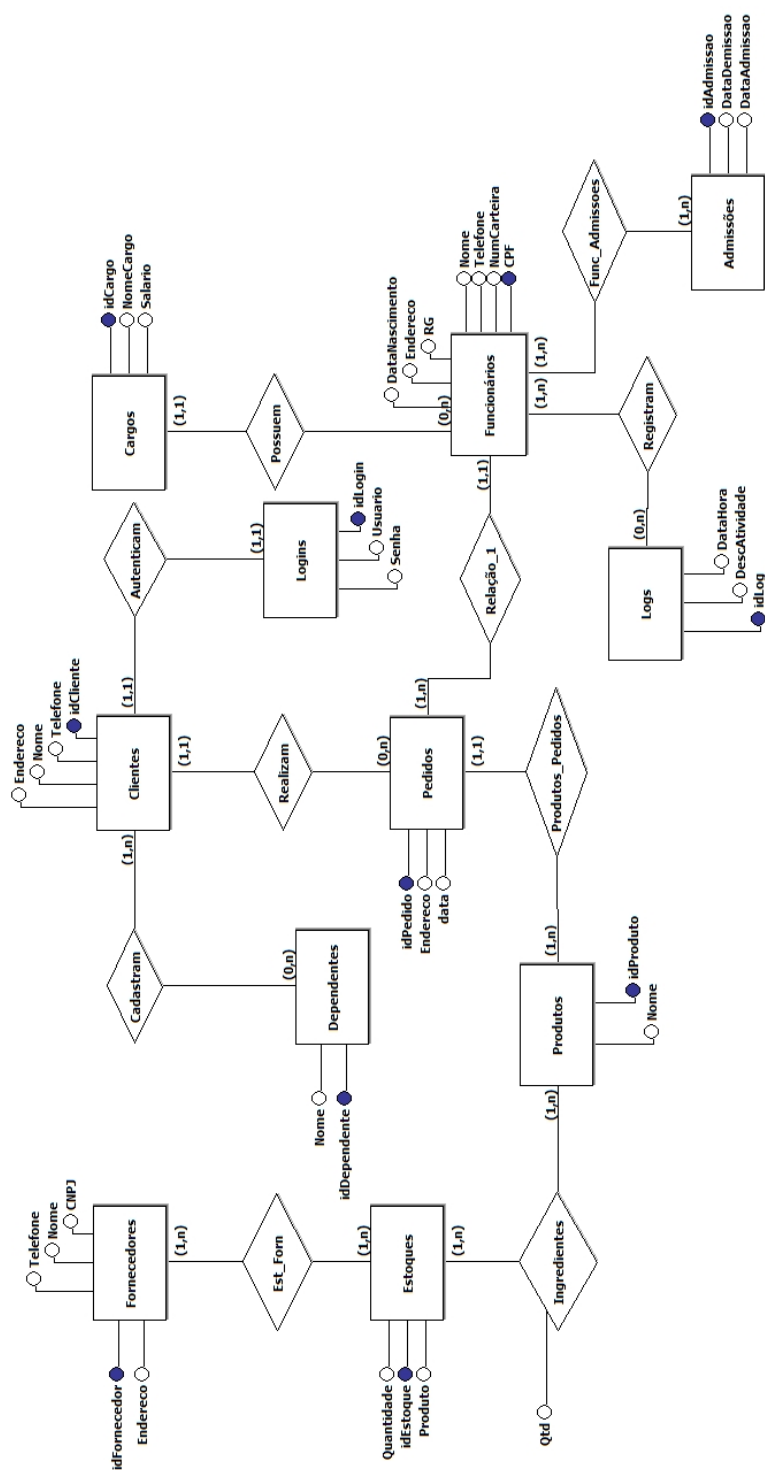 Telefone
Nome
CNPJ
Fornecedores
idFornecedor
Endereco
(1,n)
Est_Forn
(1,n)
Estoques
Quantidade
idEstoque
Produto
(1,n)
Ingredientes
Qtd
(1,n)
Produtos
idProduto
Nome
(1,n)
Produtos_Pedidos
(1,1)
Endereco
Nome
Telefone
idCliente
Clientes
(1,n)
Cadastram
(0,n)
Dependentes
Nome
idDependente
(1,1)
Realizam
(0,n)
Pedidos
idPedido
Endereco
data
(1,1)
Autenticam
(1,1)
Logins
idLogin
Usuario
Senha
(1,n)
Relação_1
(1,1)
Cargos
idCargo
NomeCargo
Salario
(1,1)
Possuem
(0,n)
Funcionários
DataNascimento
Endereco
RG
Nome
Telefone
NumCarteira
CPF
(1,n)
Registram
(0,n)
Logs
DataHora
DescAtividade
idLog
(1,n)
Func_Admissoes
(1,n)
Admissões
idAdmissao
DataDemissao
DataAdmissao